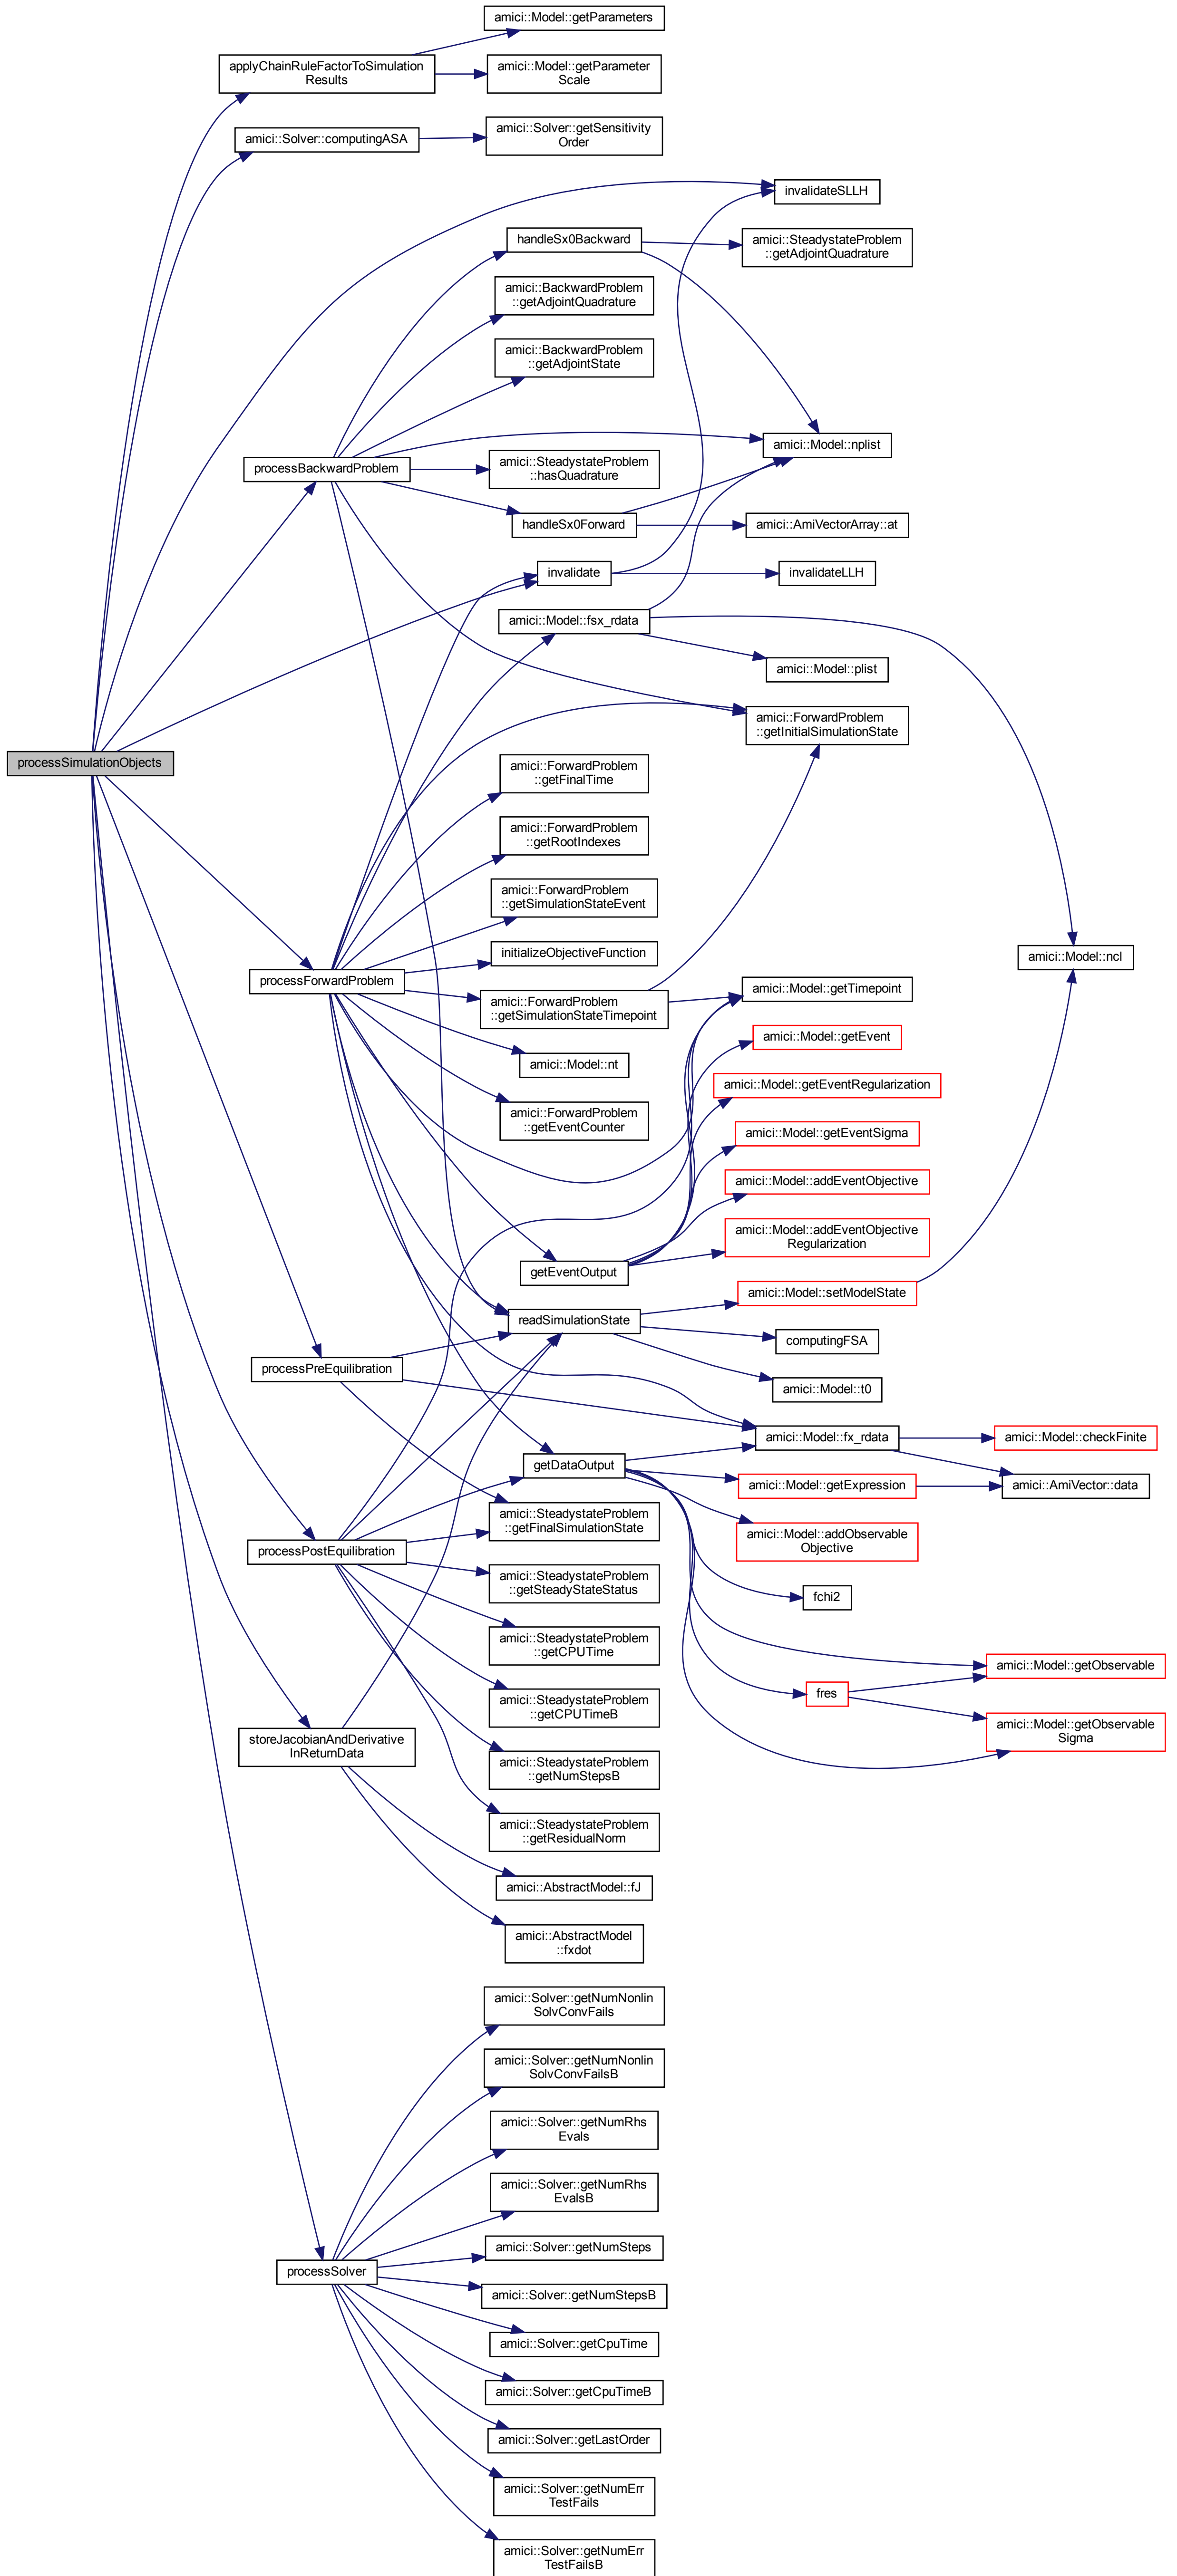 amici::Model::getParameters
applyChainRuleFactorToSimulation
Results
amici::Model::getParameter
Scale
amici::Solver::computingASA
amici::Solver::getSensitivity
Order
invalidateSLLH
handleSx0Backward
amici::SteadystateProblem
::getAdjointQuadrature
amici::BackwardProblem
::getAdjointQuadrature
amici::BackwardProblem
::getAdjointState
amici::Model::nplist
processBackwardProblem
amici::SteadystateProblem
::hasQuadrature
handleSx0Forward
amici::AmiVectorArray::at
invalidate
invalidateLLH
amici::Model::fsx_rdata
amici::Model::plist
amici::ForwardProblem
::getInitialSimulationState
processSimulationObjects
amici::ForwardProblem
::getFinalTime
amici::ForwardProblem
::getRootIndexes
amici::ForwardProblem
::getSimulationStateEvent
initializeObjectiveFunction
amici::Model::ncl
processForwardProblem
amici::ForwardProblem
::getSimulationStateTimepoint
amici::Model::getTimepoint
amici::Model::getEvent
amici::Model::nt
amici::Model::getEventRegularization
amici::ForwardProblem
::getEventCounter
amici::Model::getEventSigma
amici::Model::addEventObjective
amici::Model::addEventObjective
Regularization
getEventOutput
amici::Model::setModelState
readSimulationState
computingFSA
processPreEquilibration
amici::Model::t0
amici::Model::fx_rdata
amici::Model::checkFinite
getDataOutput
amici::Model::getExpression
amici::AmiVector::data
amici::SteadystateProblem
::getFinalSimulationState
amici::Model::addObservable
Objective
processPostEquilibration
amici::SteadystateProblem
::getSteadyStateStatus
fchi2
amici::SteadystateProblem
::getCPUTime
amici::Model::getObservable
amici::SteadystateProblem
::getCPUTimeB
fres
amici::Model::getObservable
Sigma
storeJacobianAndDerivative
InReturnData
amici::SteadystateProblem
::getNumStepsB
amici::SteadystateProblem
::getResidualNorm
amici::AbstractModel::fJ
amici::AbstractModel
::fxdot
amici::Solver::getNumNonlin
SolvConvFails
amici::Solver::getNumNonlin
SolvConvFailsB
amici::Solver::getNumRhs
Evals
amici::Solver::getNumRhs
EvalsB
amici::Solver::getNumSteps
processSolver
amici::Solver::getNumStepsB
amici::Solver::getCpuTime
amici::Solver::getCpuTimeB
amici::Solver::getLastOrder
amici::Solver::getNumErr
TestFails
amici::Solver::getNumErr
TestFailsB